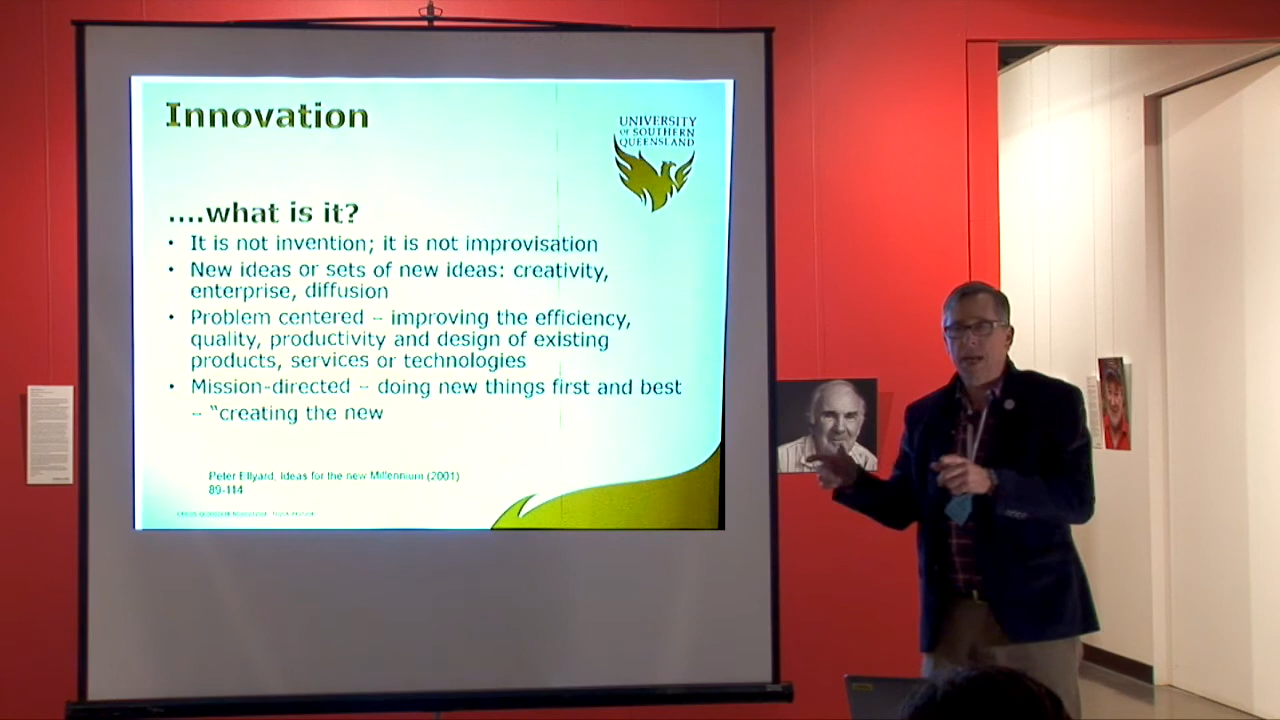 Innovation
UNIVERSITY
OF SOUTHERN
QUEENSLAND
....what is it?
• It is not invention; it is not improvisation
• New ideas or sets of new ideas: creativity,
enterprise, diffusion
• Problem centered – improving the efficiency,
quality, productivity and design of existing
products, services or technologies
• Mission-directed – doing new things first and best
– “creating the new
Peter Ellyard, Ideas for the new Millennium (2001)
89-114